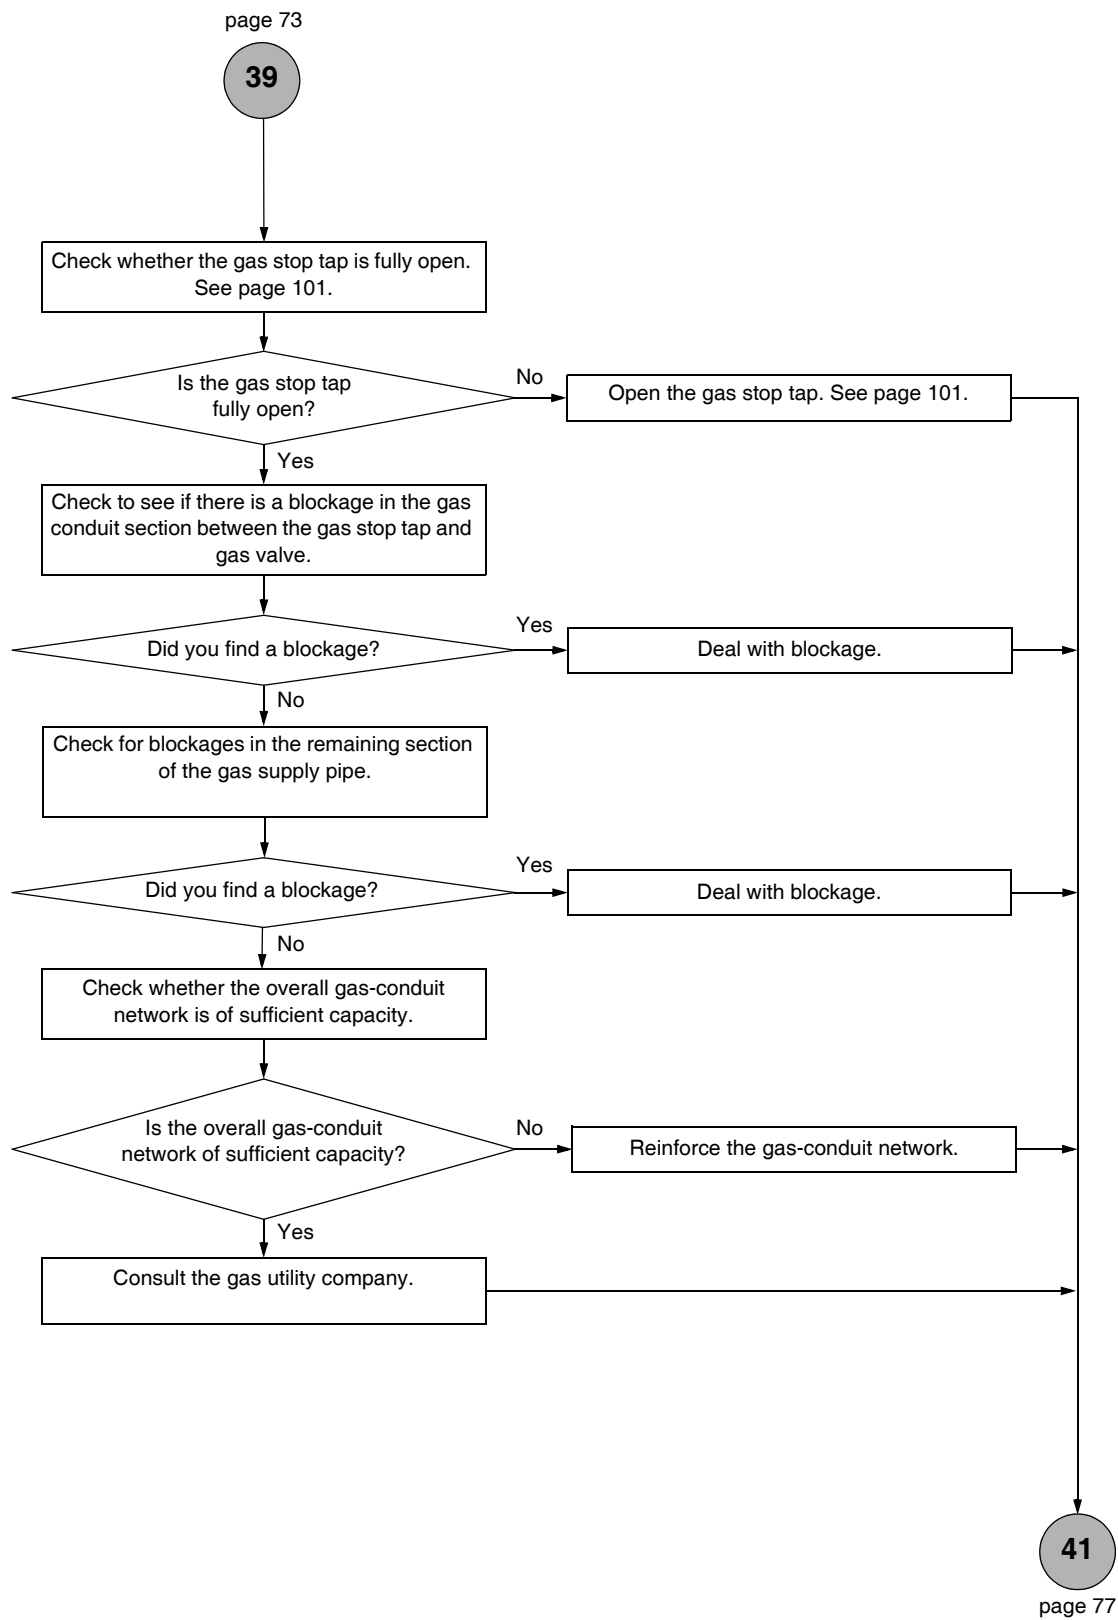 page 73
39
Check whether the gas stop tap is fully open.
See page 101.
Is the gas stop tap
fully open?
No
Open the gas stop tap. See page 101.
Yes
Check to see if there is a blockage in the gas
conduit section between the gas stop tap and
gas valve.
Did you find a blockage?
Yes
Deal with blockage.
No
Check for blockages in the remaining section
of the gas supply pipe.
Did you find a blockage?
Yes
Deal with blockage.
No
Check whether the overall gas-conduit
network is of sufficient capacity.
Is the overall gas-conduit
network of sufficient capacity?
No
Reinforce the gas-conduit network.
Yes
Consult the gas utility company.
41
page 77